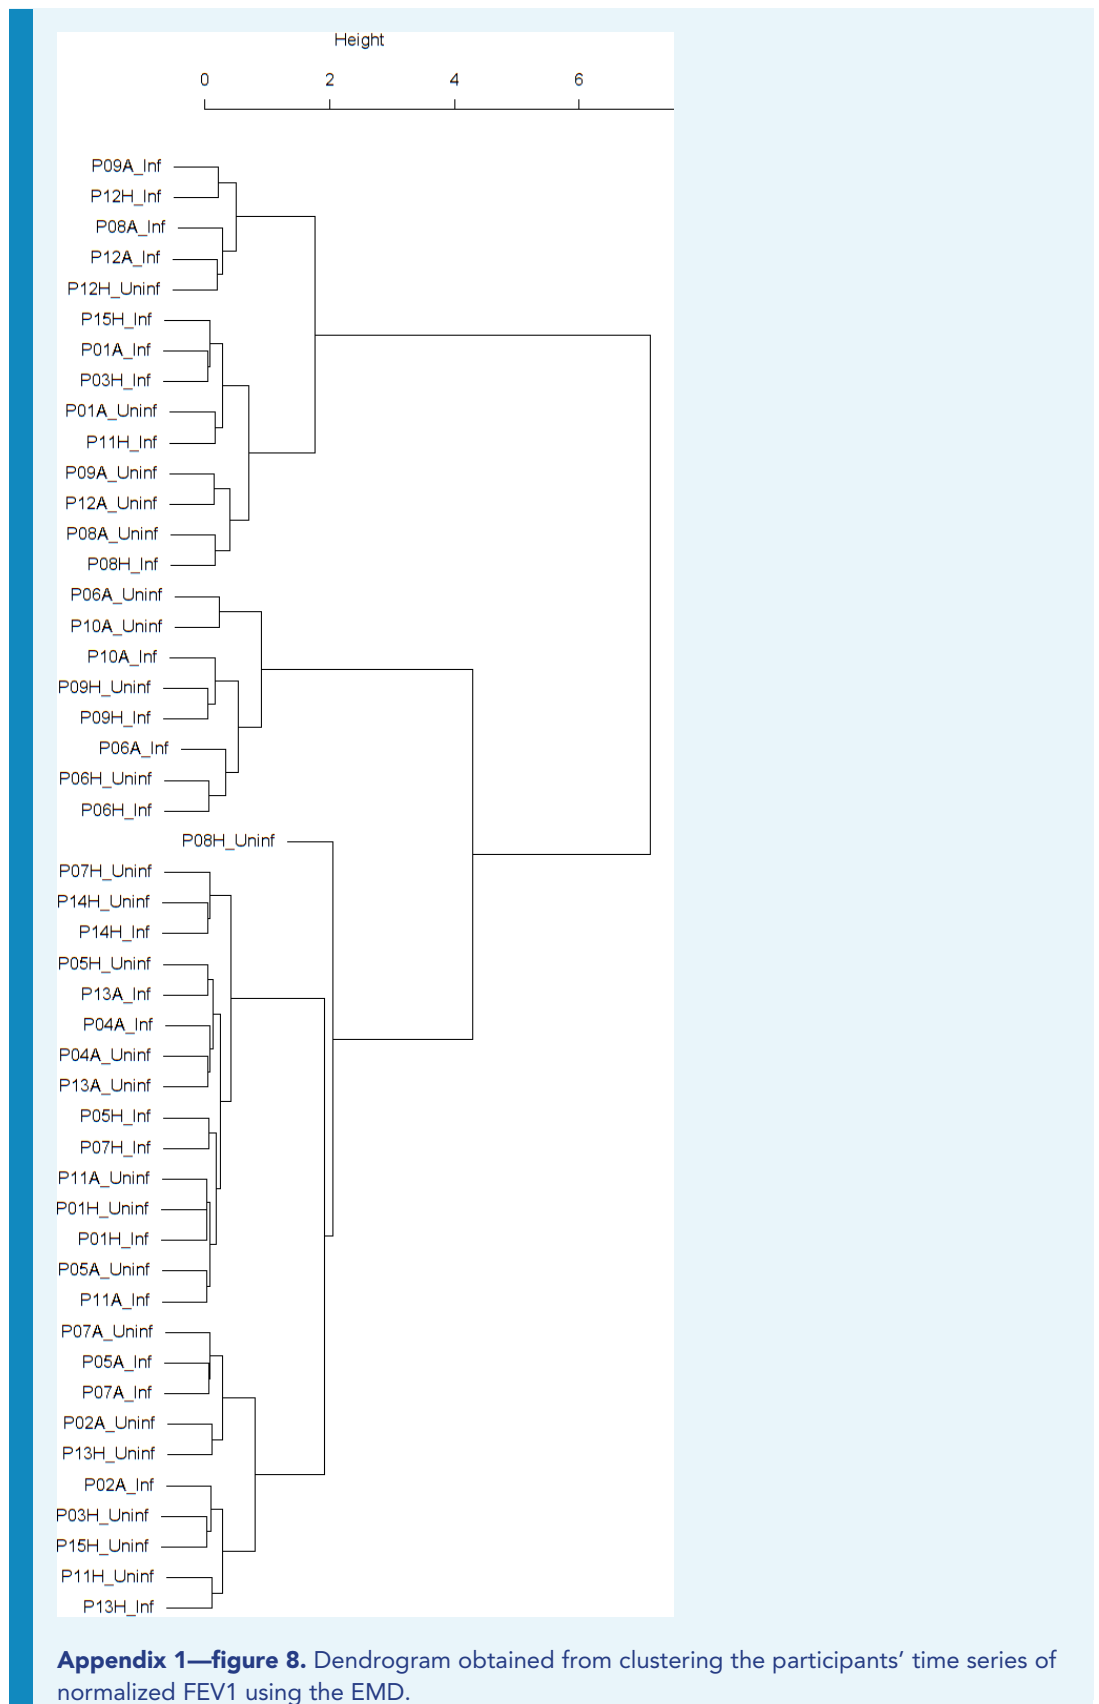 Height
0 2 4 6
P09A_Inf
P12H_Inf
P08A_Inf
P12A_Inf
P12H_Uninf
P15H_Inf
P01A_Inf
P03H_Inf
P01A_Uninf
P11H_Inf
P09A_Uninf
P12A_Uninf
P08A_Uninf
P08H_Inf
P06A_Uninf
P10A_Uninf
P10A_Inf
P09H_Uninf
P09H_Inf
P06A_Inf
P06H_Uninf
P06H_Inf
P08H_Uninf
P07H_Uninf
P14H_Uninf
P14H_Inf
P05H_Uninf
P13A_Inf
P04A_Inf
P04A_Uninf
P13A_Uninf
P05H_Inf
P07H_Inf
P11A_Uninf
P01H_Uninf
P01H_Inf
P05A_Uninf
P11A_Inf
P07A_Uninf
P05A_Inf
P07A_Inf
P02A_Uninf
P13H_Uninf
P02A_Inf
P03H_Uninf
P15H_Uninf
P11H_Uninf
P13H_Inf
Appendix 1—figure 8. Dendrogram obtained from clustering the participants’ time series of
normalized FEV1 using the EMD.